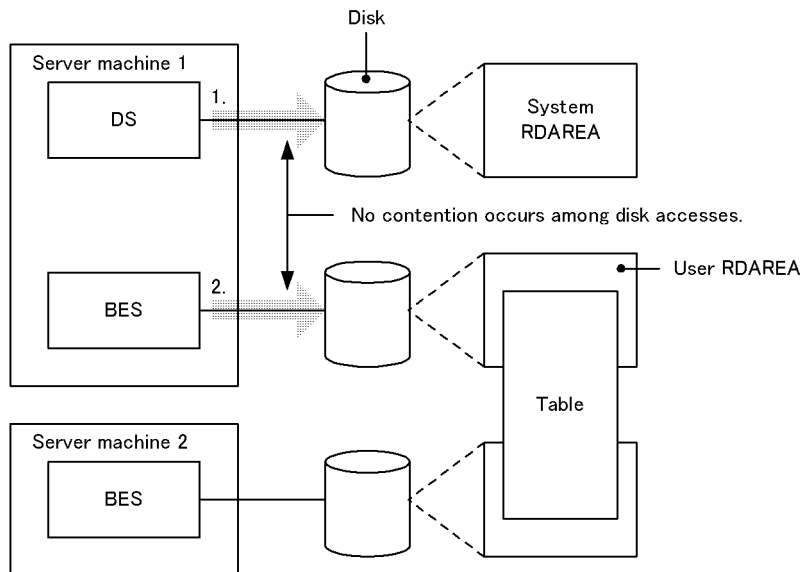 Disk
Server machine 1
DS
1.
System
RDAREA
No contention occurs among disk accesses.
BES
2.
User RDAREA
Table
Server machine 2
BES